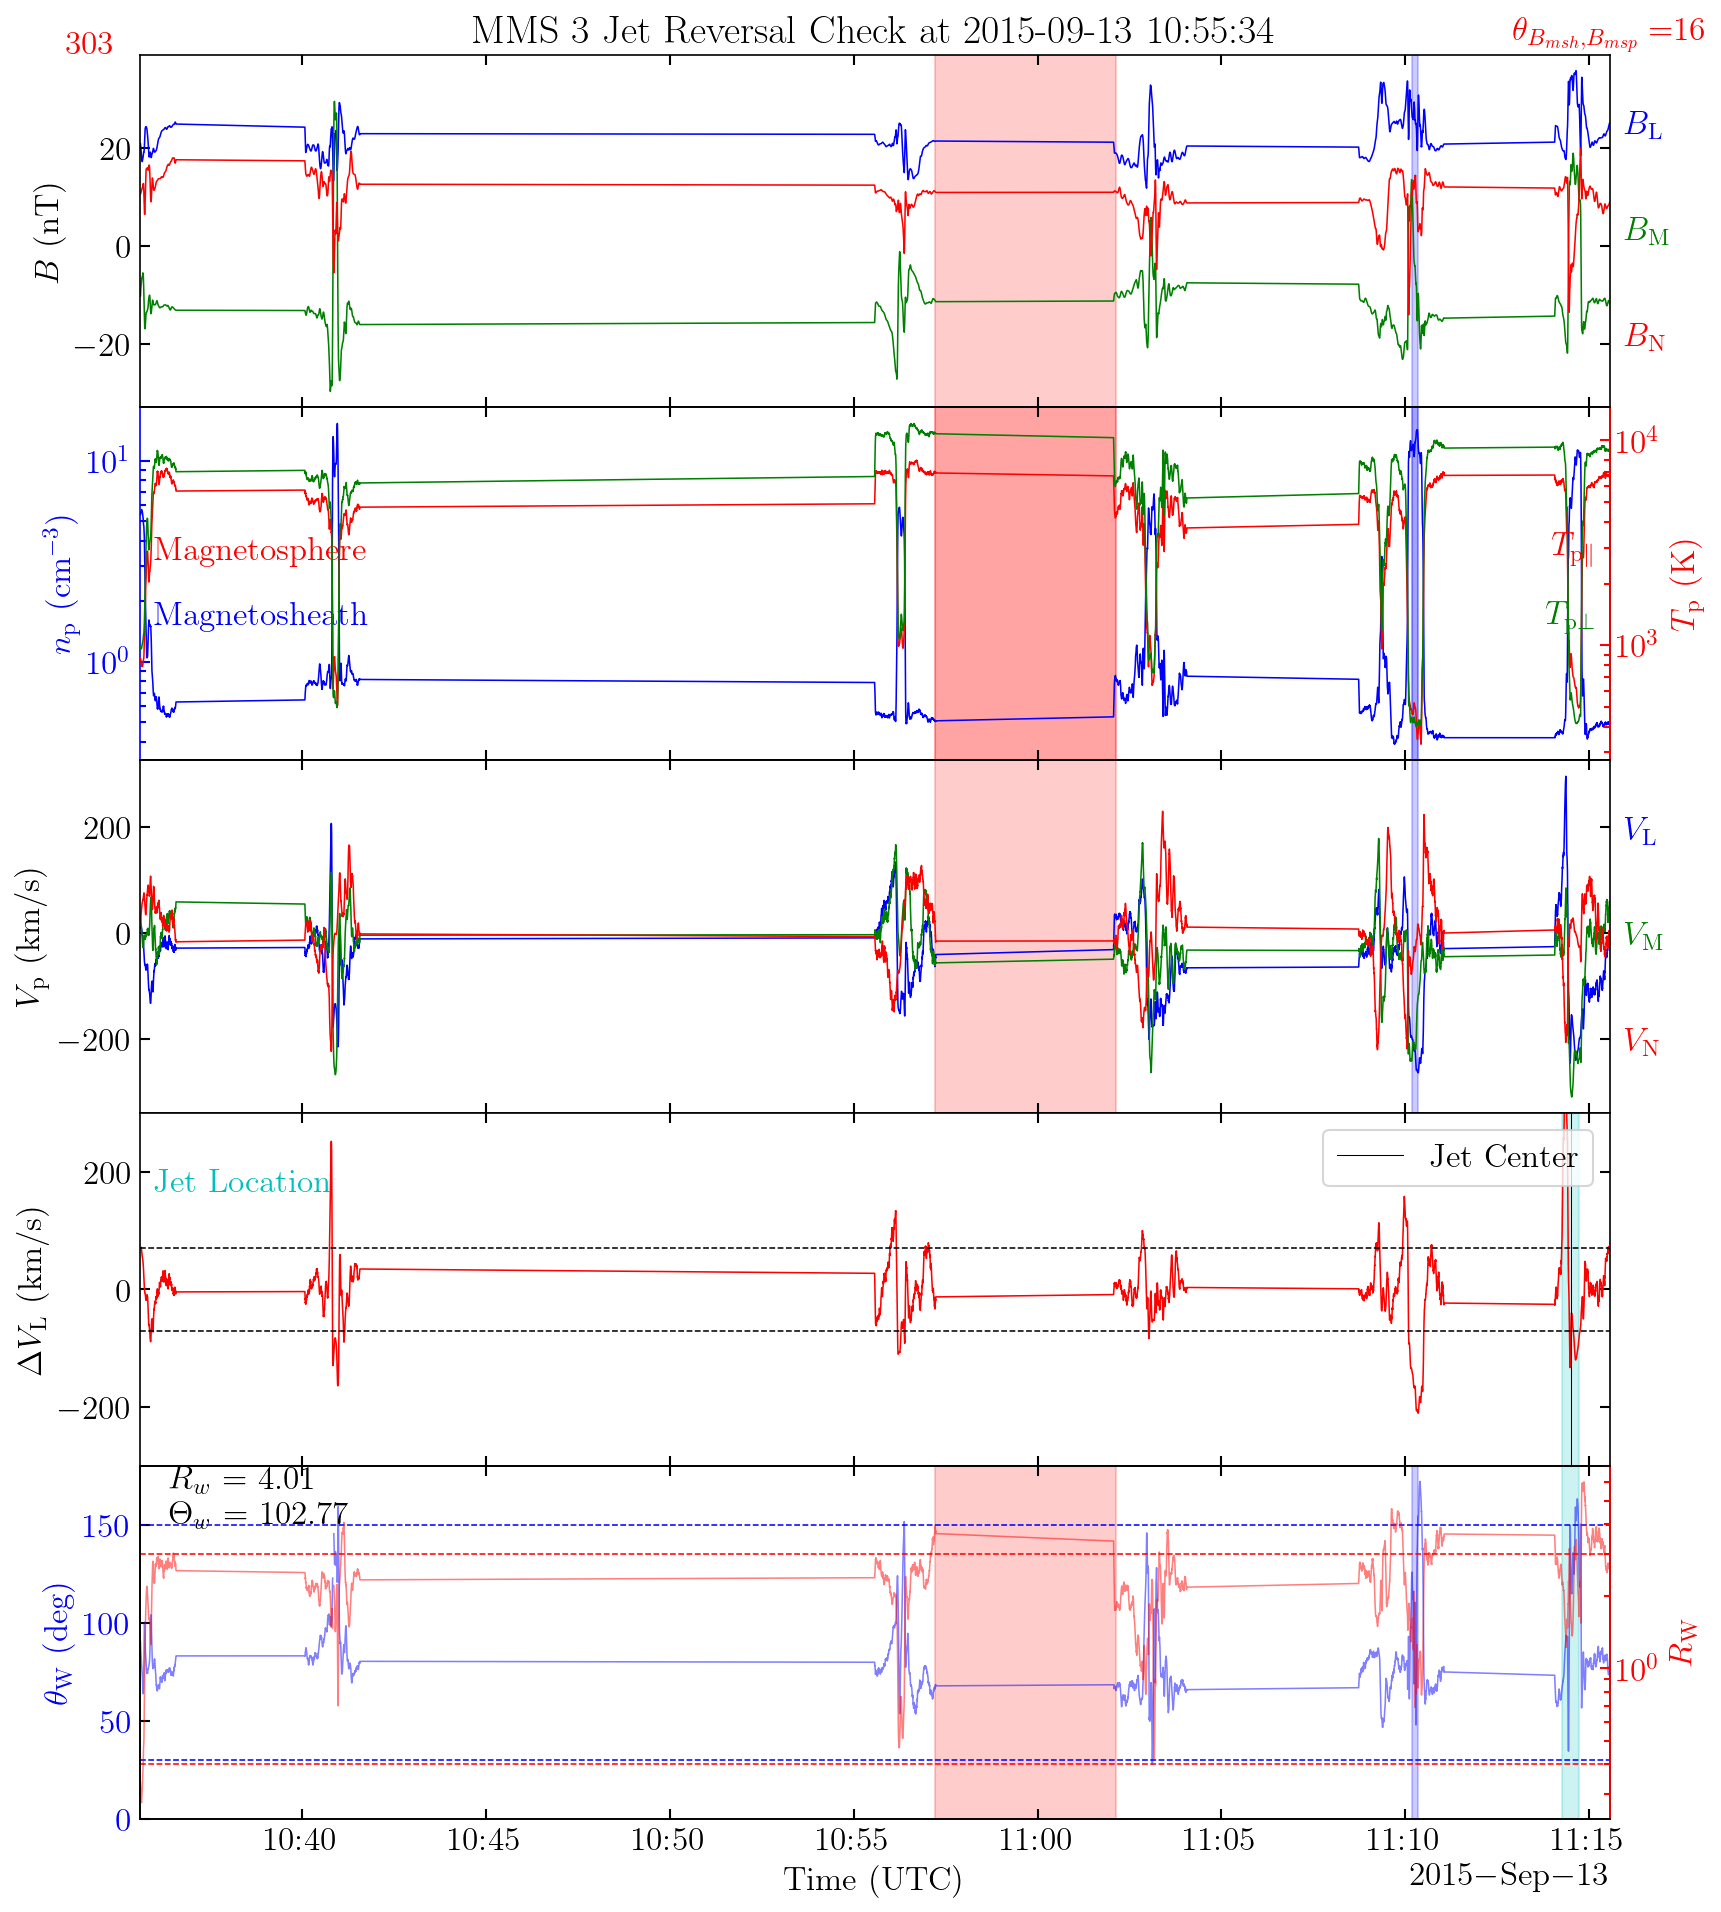 MMS 3 Jet Reversal Check at 2015-09-13 10:55:34
303
θ_{B_{msh},B_{msp}} =16
B (nT)
20
0
−20
B_L
B_M
B_N
n_p (cm^{−3})
10^1
10^0
Magnetosphere
Magnetosheath
T_{p∥}
T_{p⊥}
10^4
10^3
T_p (K)
V_p (km/s)
200
0
−200
V_L
V_M
V_N
ΔV_L (km/s)
200
0
−200
Jet Location
Jet Center
R_w = 4.01
Θ_w = 102.77
θ_W (deg)
150
100
50
0
10^0
R_W
10:40 10:45 10:50 10:55 11:00 11:05 11:10 11:15
Time (UTC)
2015−Sep−13